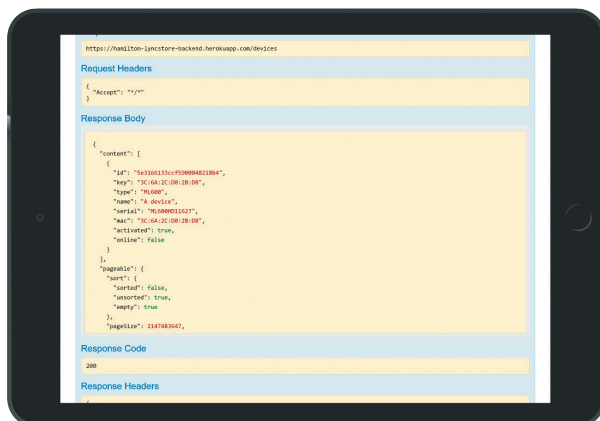 https://hamilton-lyncstore-backend.herokuapp.com/devices
Request Headers
{
"Accept": "*/*"
}
Response Body
{
"content": [
{
"id": "5e3166133ccf5900048218b4",
"key": "3C:6A:2C:D0:2B:D8",
"type": "ML600",
"name": "A device",
"serial": "ML600HD11627",
"mac": "3C:6A:2C:D0:2B:D8",
"activated": true,
"online": false
}
],
"pageable": {
"sort": {
"sorted": false,
"unsorted": true,
"empty": true
},
"pageSize": 2147483647,
Response Code
200
Response Headers